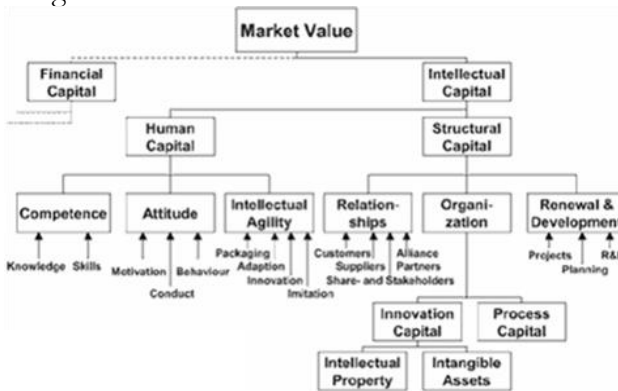 Market Value
Financial
Capital
Intellectual
Capital
Human
Capital
Structural
Capital
Competence
Attitude
Intellectual
Agility
Relation-
ships
Organi-
zation
Renewal &
Development
Knowledge
Skills
Motivation
Conduct
Behaviour
Packaging
Adaption
Innovation
Imitation
Customers
Suppliers
Share- and Stakeholders
Alliance
Partners
Projects
Planning
Innovation
Capital
Process
Capital
Intellectual
Property
Intangible
Assets